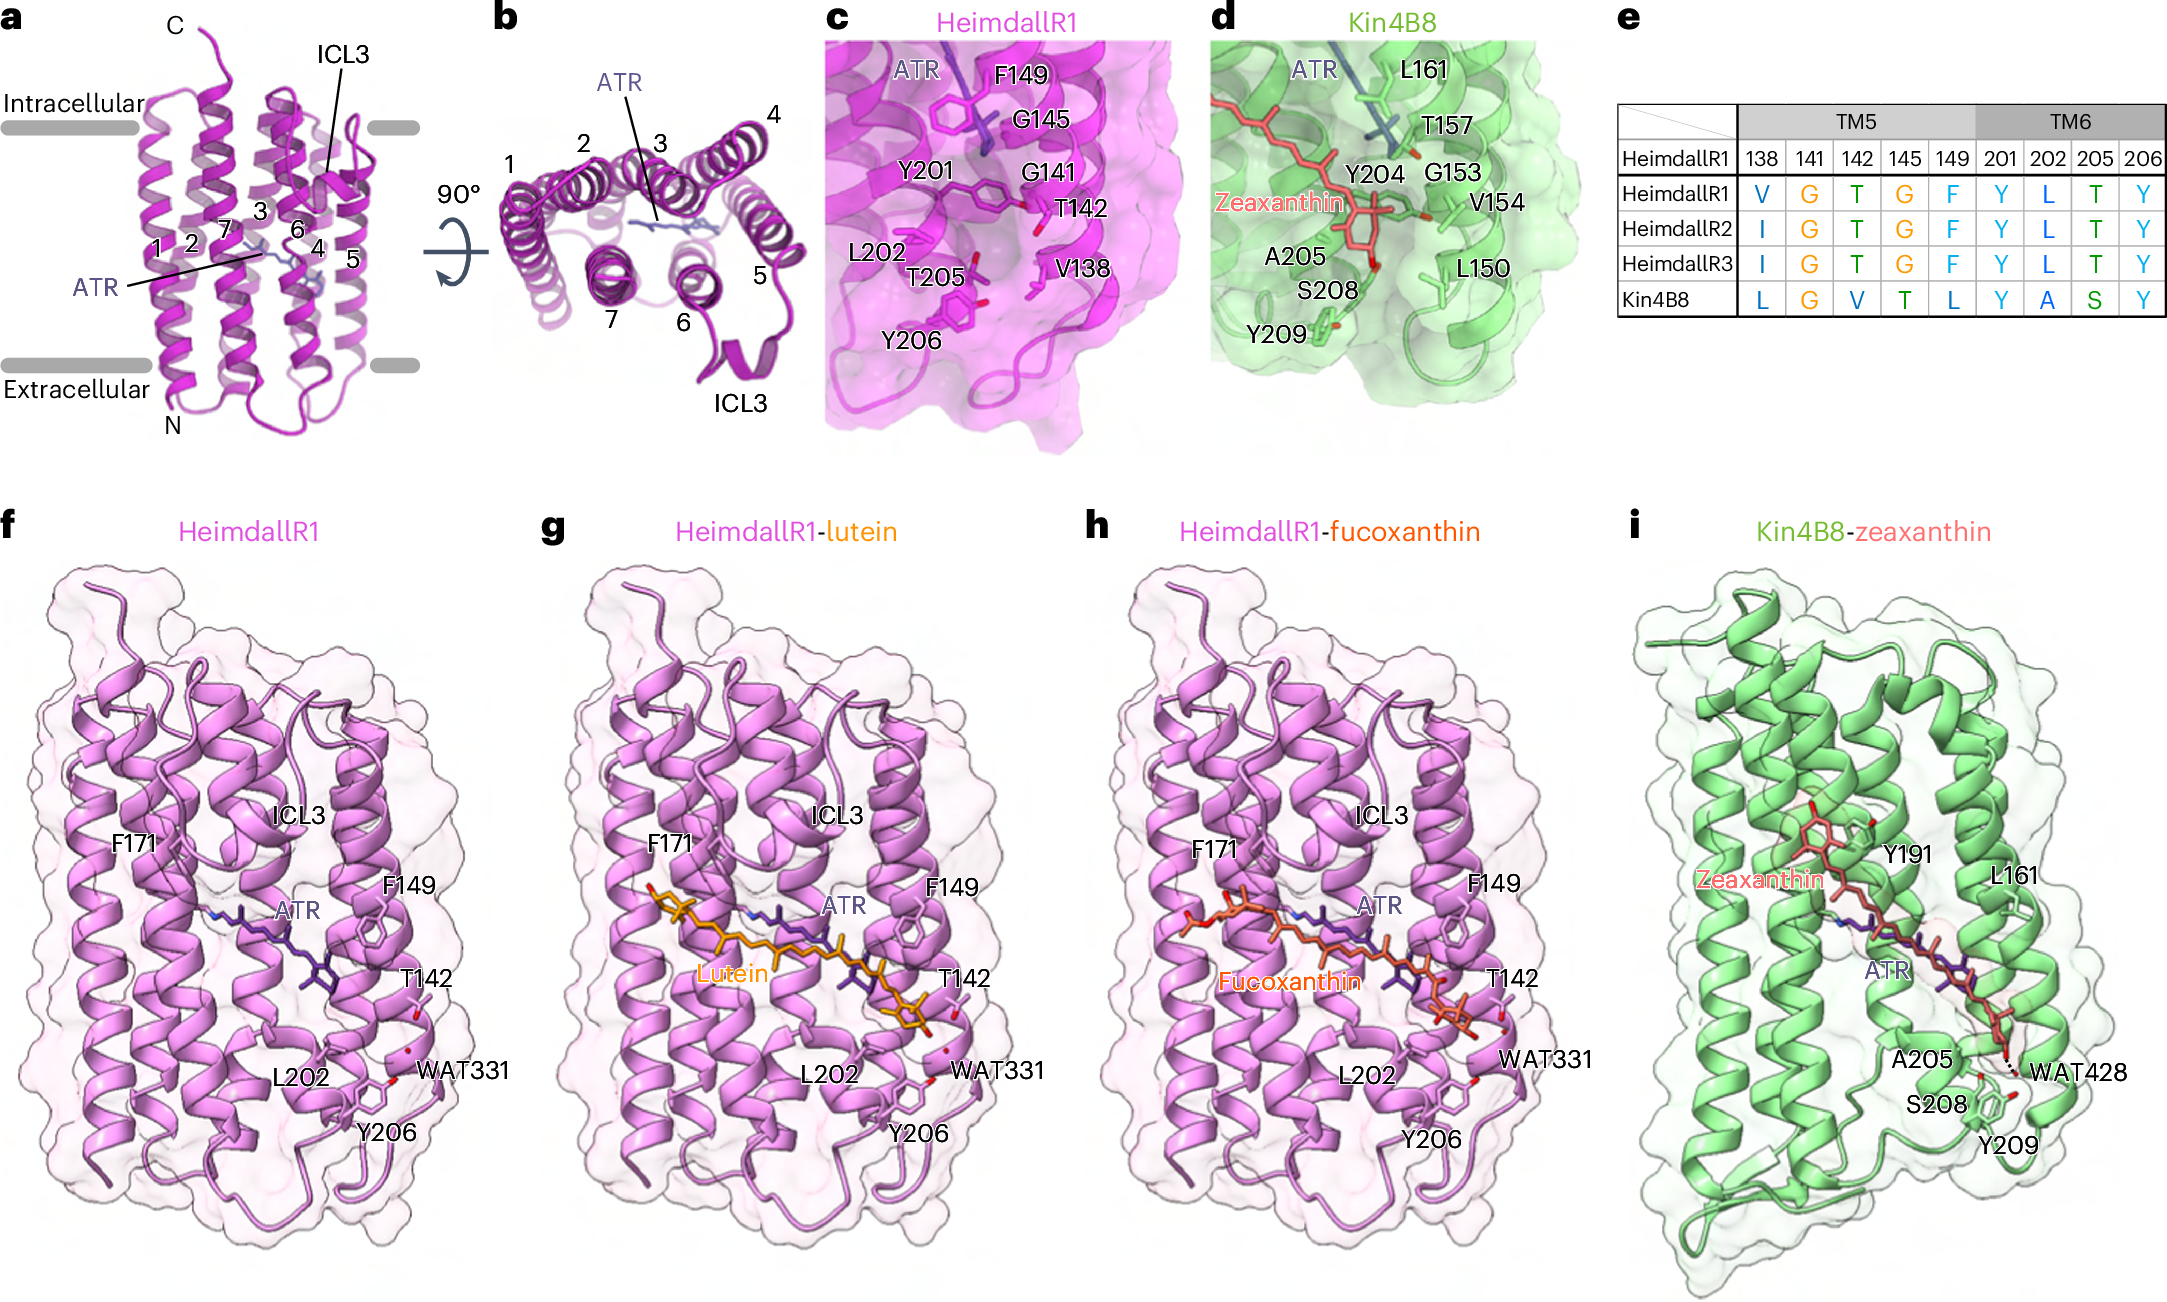 a
C
ICL3
Intracellular
3
7
6
1
2
4
5
ATR
Extracellular
N
90°
b
ATR
4
2
3
1
5
7
6
ICL3
c
HeimdallR1
ATR
F149
G145
Y201
G141
T142
L202
T205
V138
Y206
d
Kin4B8
ATR
L161
T157
Y204
G153
Zeaxanthin
V154
A205
L150
S208
Y209
e
TM5 TM6
HeimdallR1 138 141 142 145 149 201 202 205 206
HeimdallR1 V G T G F Y L T Y
HeimdallR2 I G T G F Y L T Y
HeimdallR3 I G T G F Y L T Y
Kin4B8 L G V T L Y A S Y
f
HeimdallR1
ICL3
F171
F149
ATR
T142
WAT331
L202
Y206
g
HeimdallR1-lutein
ICL3
F171
F149
ATR
Lutein
T142
WAT331
L202
Y206
h
HeimdallR1-fucoxanthin
ICL3
F171
F149
ATR
Fucoxanthin
T142
WAT331
L202
Y206
i
Kin4B8-zeaxanthin
Y191
Zeaxanthin
L161
ATR
A205
WAT428
S208
Y209